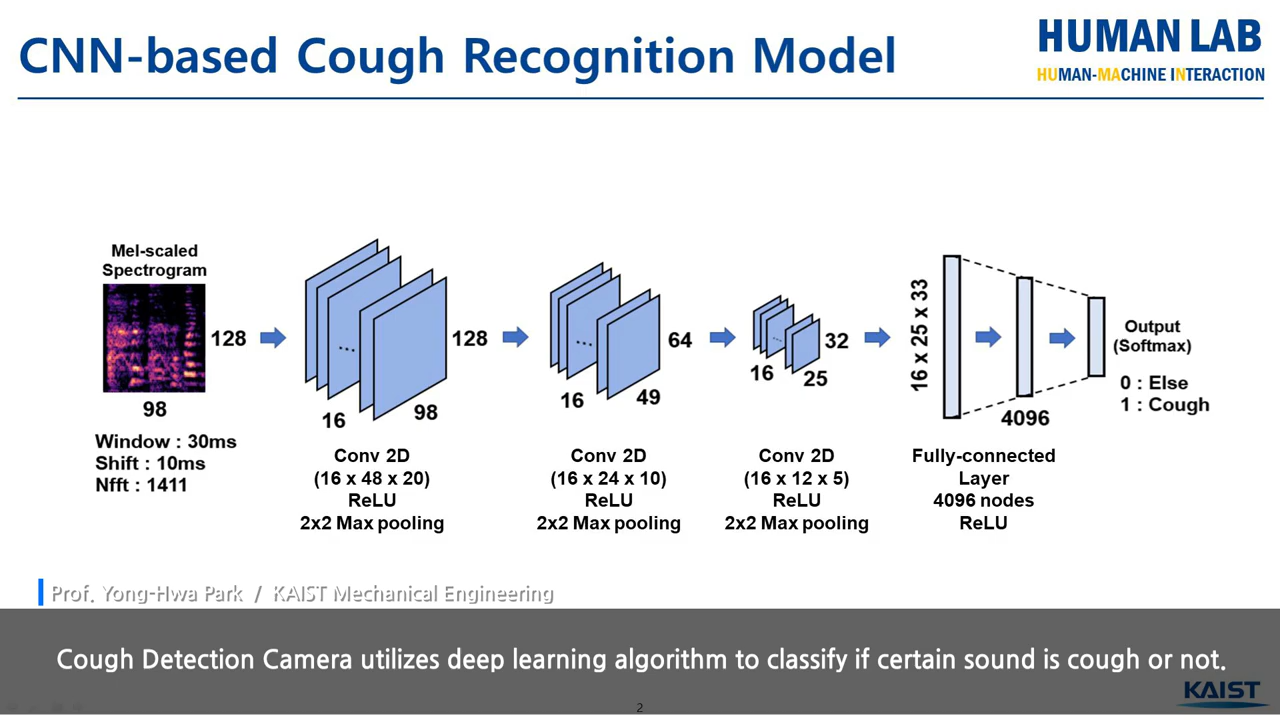 CNN-based Cough Recognition Model
HUMAN LAB
HUMAN-MACHINE INTERACTION
Mel-scaled
Spectrogram
128
98
Window : 30ms
Shift : 10ms
Nfft : 1411
128
16
98
Conv 2D
(16 x 48 x 20)
ReLU
2x2 Max pooling
64
16
49
Conv 2D
(16 x 24 x 10)
ReLU
2x2 Max pooling
32
16
25
Conv 2D
(16 x 12 x 5)
ReLU
2x2 Max pooling
16 x 25 x 33
4096
Fully-connected
Layer
4096 nodes
ReLU
Output
(Softmax)
0 : Else
1 : Cough
Prof. Yong-Hwa Park / KAIST Mechanical Engineering
Cough Detection Camera utilizes deep learning algorithm to classify if certain sound is cough or not.
KAIST
2